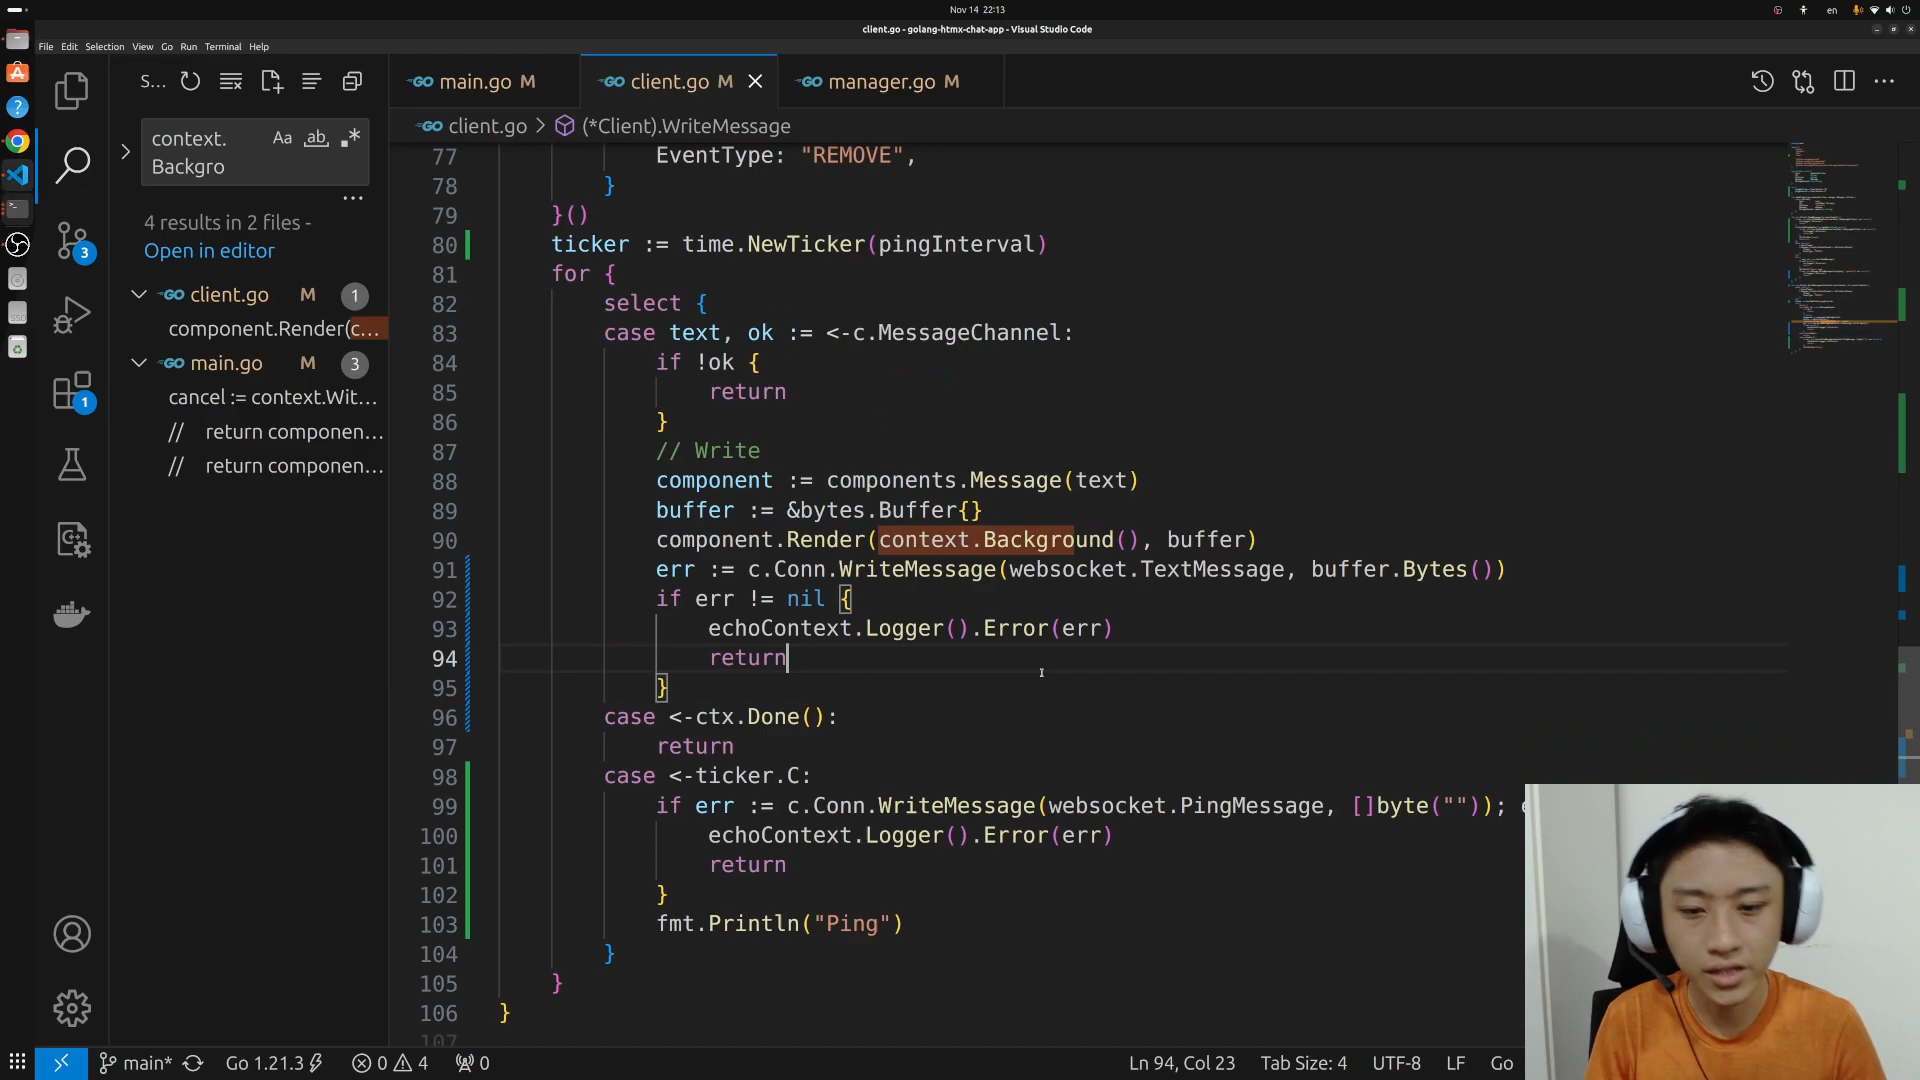 Nov 14 22:13
en
client.go - golang-htmx-chat-app - Visual Studio Code
File Edit Selection View Go Run Terminal Help
S...
main.go M
client.go M
manager.go M
context.
Backgro
Aa ab
4 results in 2 files -
Open in editor
client.go M 1
component.Render(c...
main.go M 3
cancel := context.Wit...
// return componen...
// return componen...
3
1
client.go > (*Client).WriteMessage
77 EventType: "REMOVE",
78 }
79 }()
80 ticker := time.NewTicker(pingInterval)
81 for {
82 select {
83 case text, ok := <-c.MessageChannel:
84 if !ok {
85 return
86 }
87 // Write
88 component := components.Message(text)
89 buffer := &bytes.Buffer{}
90 component.Render(context.Background(), buffer)
91 err := c.Conn.WriteMessage(websocket.TextMessage, buffer.Bytes())
92 if err != nil {
93 echoContext.Logger().Error(err)
94 return
95 }
96 case <-ctx.Done():
97 return
98 case <-ticker.C:
99 if err := c.Conn.WriteMessage(websocket.PingMessage, []byte(""));
100 echoContext.Logger().Error(err)
101 return
102 }
103 fmt.Println("Ping")
104 }
105 }
106 }
107
main* Go 1.21.3 0 4 0
Ln 94, Col 23 Tab Size: 4 UTF-8 LF Go